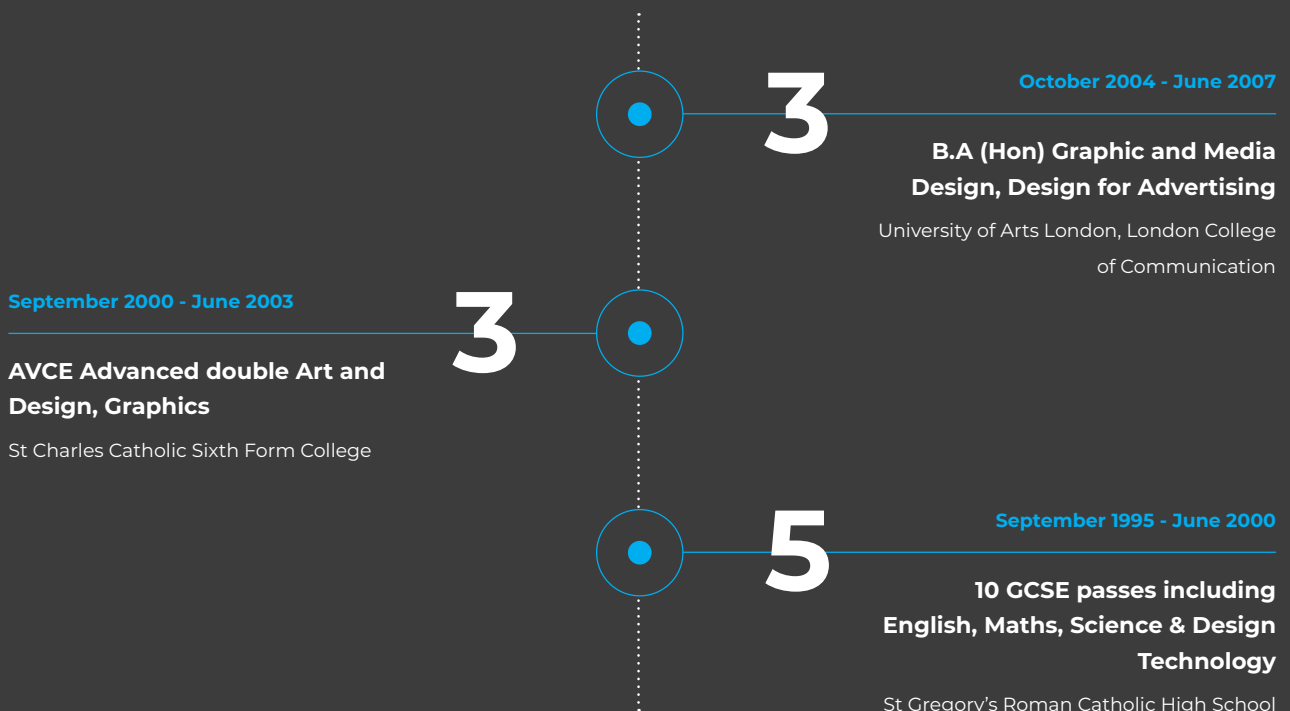 3
October 2004 - June 2007
B.A (Hon) Graphic and Media
Design, Design for Advertising
University of Arts London, London College
of Communication
September 2000 - June 2003
3
AVCE Advanced double Art and
Design, Graphics
St Charles Catholic Sixth Form College
5
September 1995 - June 2000
10 GCSE passes including
English, Maths, Science & Design
Technology
St Gregory's Roman Catholic High School